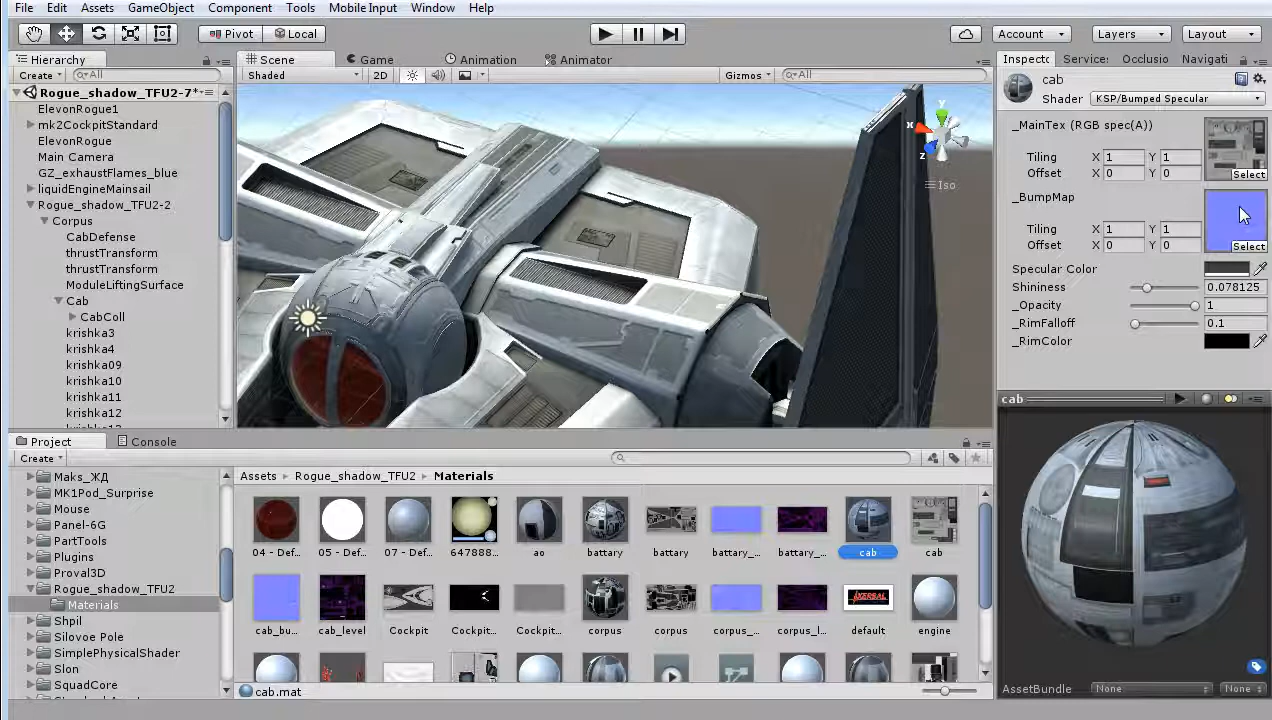 File Edit Assets GameObject Component Tools Mobile Input Window Help
Pivot Local Account Layers Layout
Hierarchy Scene Game Animation Animator Inspect Service Occlusio Navigati
Create All Shaded 2D Gizmos All
cab
Shader KSP/Bumped Specular
Rogue_shadow_TFU2-7*
ElevonRogue1
mk2CockpitStandard
ElevonRogue
Main Camera
GZ_exhaustFlames_blue
liquidEngineMainsail
Rogue_shadow_TFU2-2
Corpus
CabDefense
thrustTransform
thrustTransform
ModuleLiftingSurface
Cab
CabColl
krishka3
krishka4
krishka09
krishka10
krishka11
krishka12
y
x
z
Iso
_MainTex (RGB spec(A))
Tiling X 1 Y 1
Offset X 0 Y 0
Select
_BumpMap
Tiling X 1 Y 1
Offset X 0 Y 0
Select
Specular Color
Shininess 0.078125
_Opacity 1
_RimFalloff 0.1
_RimColor
cab
Project Console
Create
Maks_ЖД
MK1Pod_Surprise
Mouse
Panel-6G
PartTools
Plugins
Proval3D
Rogue_shadow_TFU2
Materials
Shpil
Silovoe Pole
SimplePhysicalShader
Slon
SquadCore
Assets Rogue_shadow_TFU2 Materials
04 - Def.. 05 - Def.. 07 - Def.. 647888.. ao battary battary battary_.. battary_.. cab cab
cab_bu.. cab_level Cockpit Cockpit.. Cockpit.. corpus corpus corpus_.. corpus_l.. default engine
cab.mat
AssetBundle None None